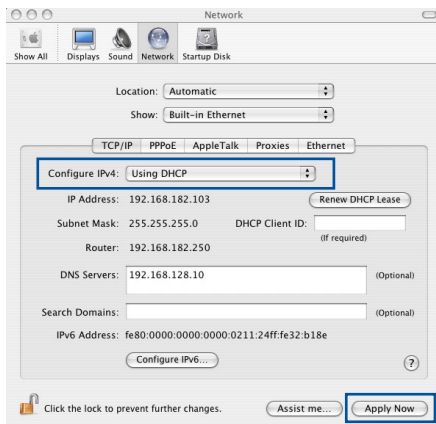 Network
Show All Displays Sound Network Startup Disk
Location: Automatic
Show: Built-in Ethernet
TCP/IP PPPoE AppleTalk Proxies Ethernet
Configure IPv4: Using DHCP
IP Address: 192.168.182.103 Renew DHCP Lease
Subnet Mask: 255.255.255.0 DHCP Client ID:
(If required)
Router: 192.168.182.250
DNS Servers: 192.168.128.10 (Optional)
Search Domains: (Optional)
IPv6 Address: fe80:0000:0000:0000:0211:24ff:fe32:b18e
Configure IPv6... ?
Click the lock to prevent further changes. Assist me... Apply Now